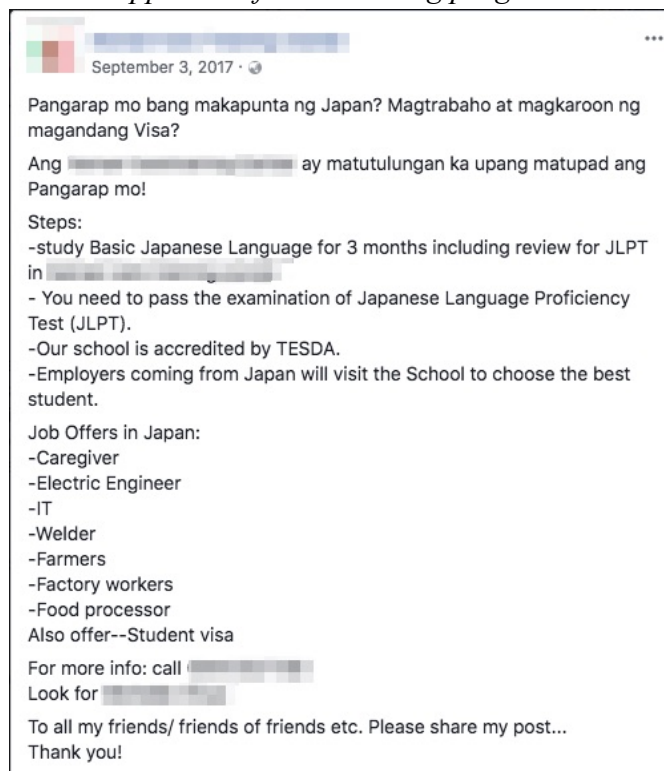 September 3, 2017 ·
Pangarap mo bang makapunta ng Japan? Magtrabaho at magkaroon ng
magandang Visa?
Ang ay matutulungan ka upang matupad ang
Pangarap mo!
Steps:
-study Basic Japanese Language for 3 months including review for JLPT
in
- You need to pass the examination of Japanese Language Proficiency
Test (JLPT).
-Our school is accredited by TESDA.
-Employers coming from Japan will visit the School to choose the best
student.
Job Offers in Japan:
-Caregiver
-Electric Engineer
-IT
-Welder
-Farmers
-Factory workers
-Food processor
Also offer--Student visa
For more info: call
Look for
To all my friends/ friends of friends etc. Please share my post...
Thank you!